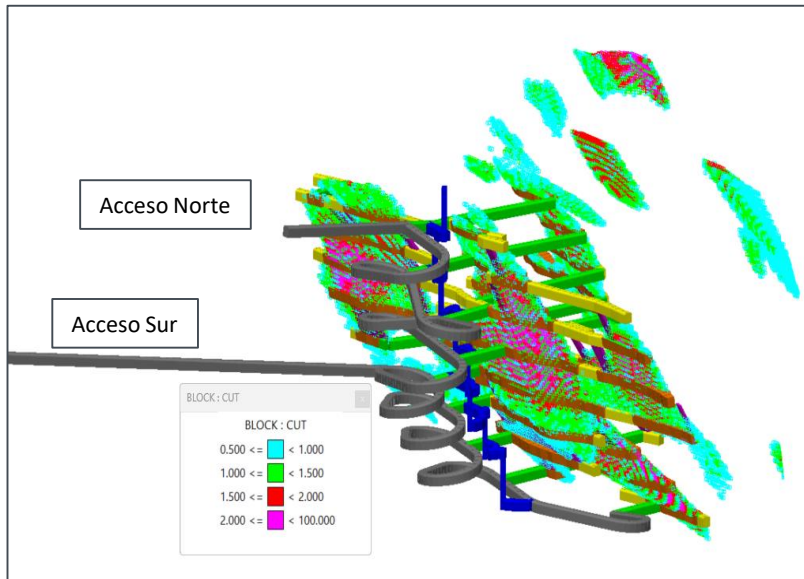 Acceso Norte
Acceso Sur
BLOCK : CUT
x
BLOCK : CUT
0.500 <= < 1.000
1.000 <= < 1.500
1.500 <= < 2.000
2.000 <= < 100.000